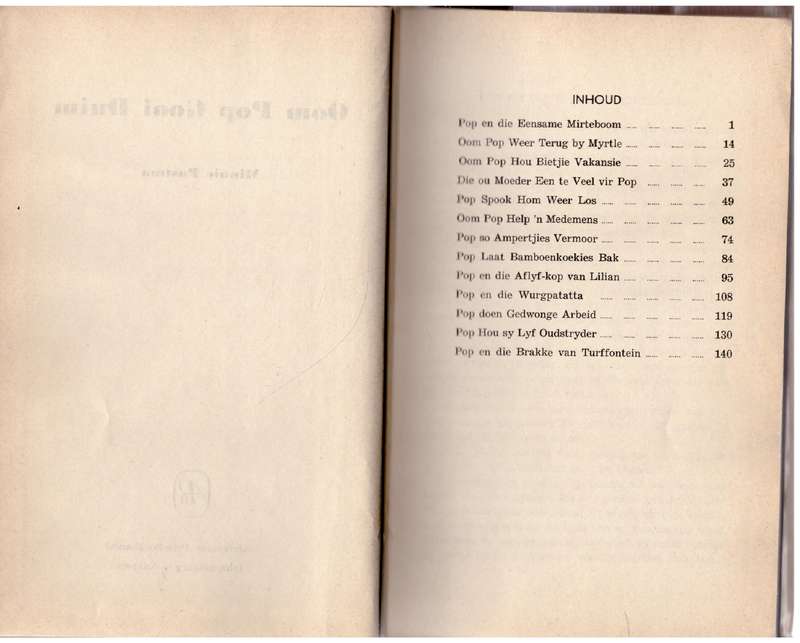 INHOUD
Pop en die Eensame Mirteboom ..... ..... ..... ..... 1
Oom Pop Weer Terug by Myrtle ..... ..... ..... ..... 14
Oom Pop Hou Bietjie Vakansie ..... ..... ..... ..... 25
Die ou Moeder Een te Veel vir Pop ..... ..... ..... 37
Pop Spook Hom Weer Los ..... ..... ..... ..... 49
Oom Pop Help 'n Medemens ..... ..... ..... ..... 63
Pop so Ampertjies Vermoor ..... ..... ..... ..... 74
Pop Laat Bamboenkoekies Bak ..... ..... ..... ..... 84
Pop en die Aflyf-kop van Lilian ..... ..... ..... ..... 95
Pop en die Wurgpatatta ..... ..... ..... ..... 108
Pop doen Gedwonge Arbeid ..... ..... ..... ..... 119
Pop Hou sy Lyf Oudstryder ..... ..... ..... ..... 130
Pop en die Brakke van Turffontein ..... ..... ..... 140